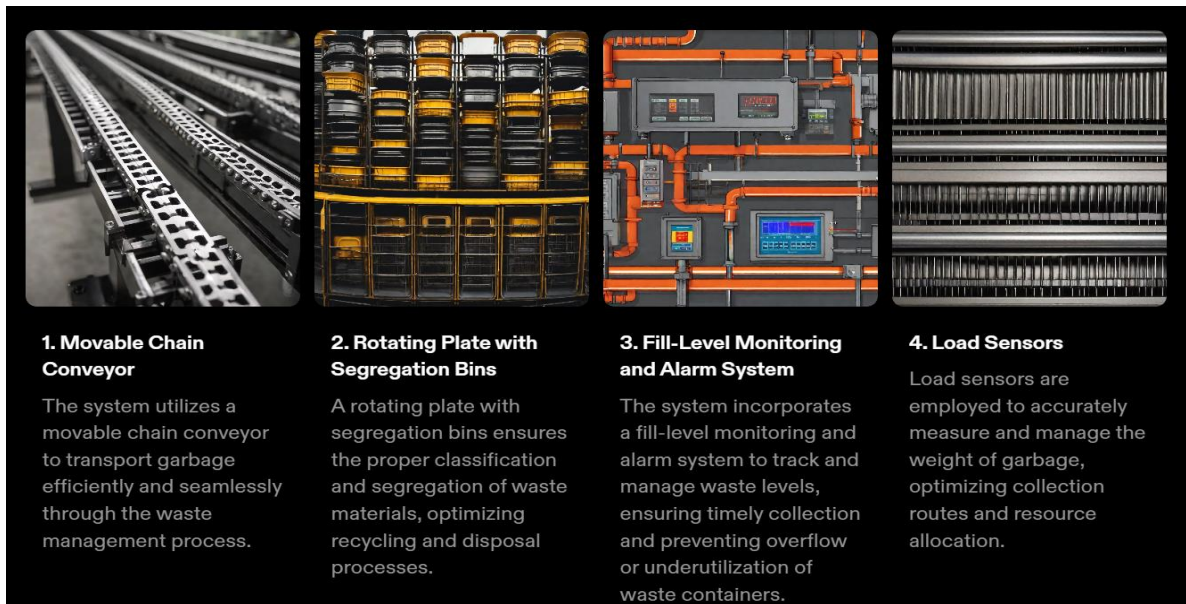 1. Movable Chain
Conveyor
The system utilizes a
movable chain conveyor
to transport garbage
efficiently and seamlessly
through the waste
management process.
2. Rotating Plate with
Segregation Bins
A rotating plate with
segregation bins ensures
the proper classification
and segregation of waste
materials, optimizing
recycling and disposal
processes.
3. Fill-Level Monitoring
and Alarm System
The system incorporates
a fill-level monitoring and
alarm system to track and
manage waste levels,
ensuring timely collection
and preventing overflow
or underutilization of
waste containers.
4. Load Sensors
Load sensors are
employed to accurately
measure and manage the
weight of garbage,
optimizing collection
routes and resource
allocation.